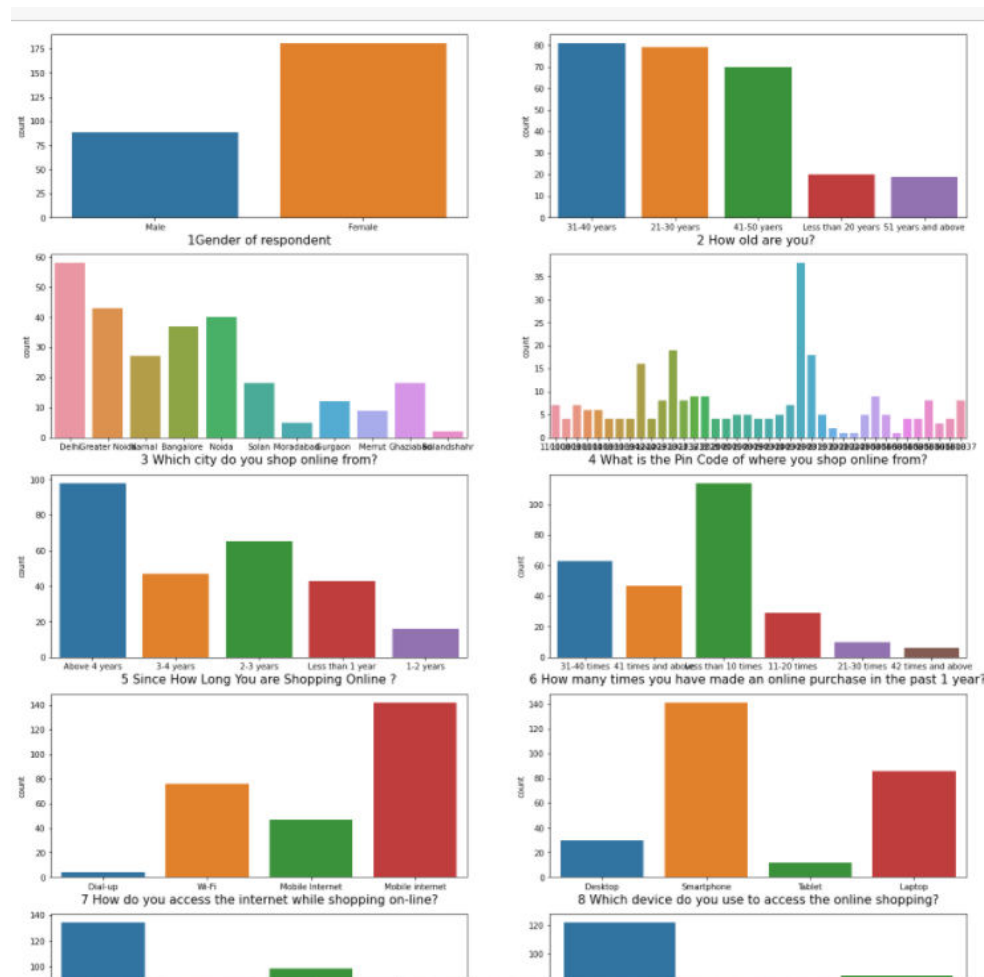 175
150
125
100
75
50
25
0
count
Male Female
1Gender of respondent
80
70
60
50
40
30
20
10
0
count
31-40 years 21-30 years 41-50 yaers Less than 20 years 51 years and above
2 How old are you?
60
50
40
30
20
10
0
count
Delhi Greater Noida Karnal Bangalore Noida Solan Moradabad Gurgaon Merrut Ghaziabad Bulandshahr
3 Which city do you shop online from?
35
30
25
20
15
10
5
0
count
4 What is the Pin Code of where you shop online from?
100
80
60
40
20
0
count
Above 4 years 3-4 years 2-3 years Less than 1 year 1-2 years
5 Since How Long You are Shopping Online ?
100
80
60
40
20
0
count
31-40 times 41 times and above Less than 10 times 11-20 times 21-30 times 42 times and above
6 How many times you have made an online purchase in the past 1 year?
140
120
100
80
60
40
20
0
count
Dial-up Wi-Fi Mobile Internet Mobile internet
7 How do you access the internet while shopping on-line?
140
120
100
80
60
40
20
0
count
Desktop Smartphone Tablet Laptop
8 Which device do you use to access the online shopping?
140
120
100
120
100